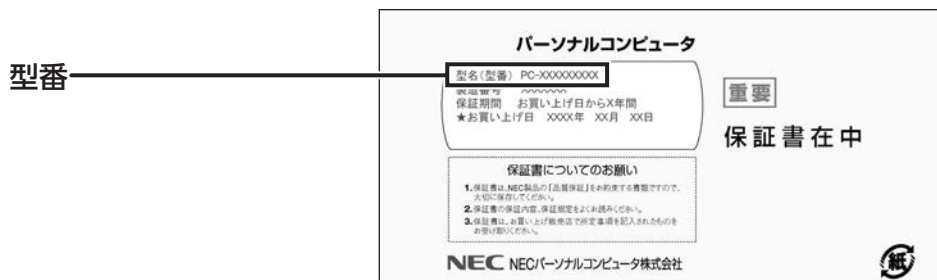 型番
パーソナルコンピュータ
型名(型番) PC-XXXXXXXXX
製造番号 XXXXXXX
保証期間 お買い上げ日からX年間
★お買い上げ日 XXXX年 XX月 XX日
重要
保証書在中
保証書についてのお願い
1.保証書は、NEC製品の「品質保証」をお約束する書類ですので、
大切に保存してください。
2.保証書の保証内容、保証規定をよくお読みください。
3.保証書は、お買い上げ販売店で所定事項を記入されたものを
お受け取りください。
NEC NECパーソナルコンピュータ株式会社
紙